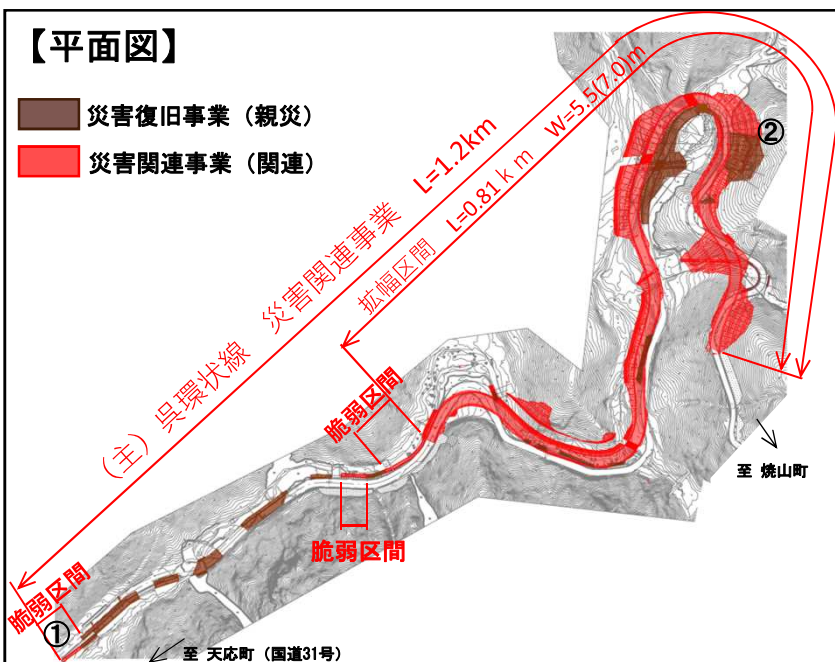 【平面図】
災害復旧事業（親災）
災害関連事業（関連）
(主) 呉環状線　災害関連事業　L=1.2km
拡幅区間　L=0.81ｋｍ　W=5.5(7.0)m
②
脆弱区間
脆弱区間
脆弱区間
①
至 焼山町
至 天応町（国道31号）